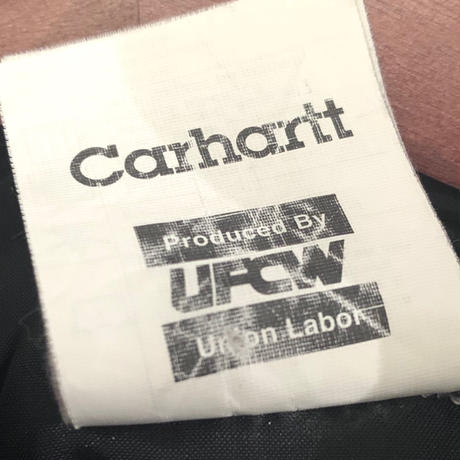 Carhartt
Produced By
UFCW
Union Labor